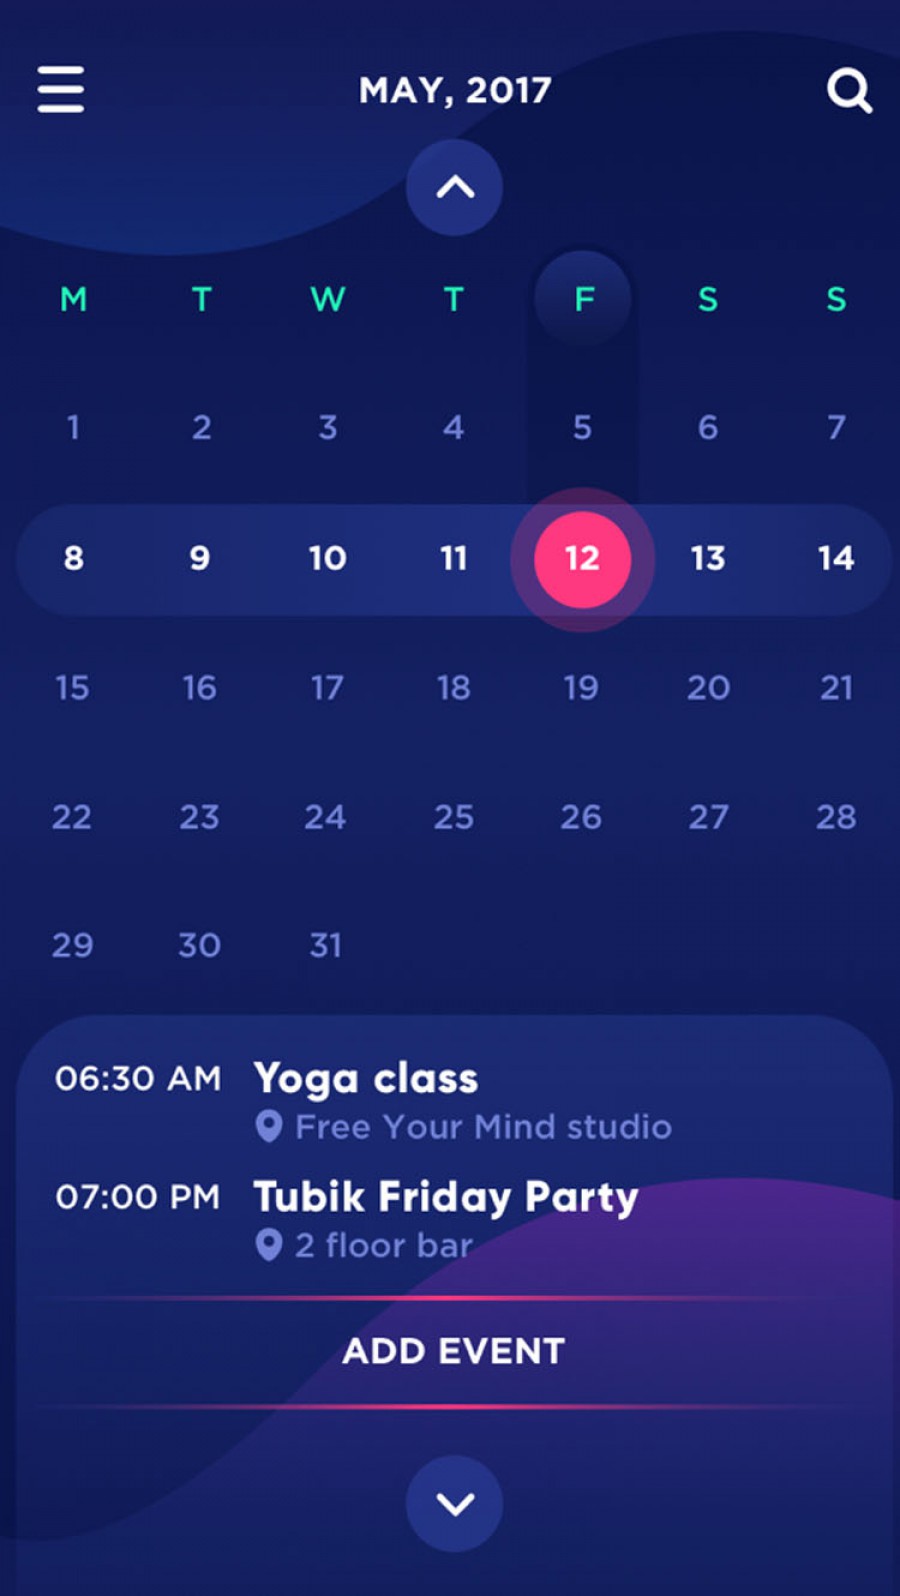 MAY, 2017
M T W T F S S
1 2 3 4 5 6 7
8 9 10 11 12 13 14
15 16 17 18 19 20 21
22 23 24 25 26 27 28
29 30 31
06:30 AM Yoga class
Free Your Mind studio
07:00 PM Tubik Friday Party
2 floor bar
ADD EVENT